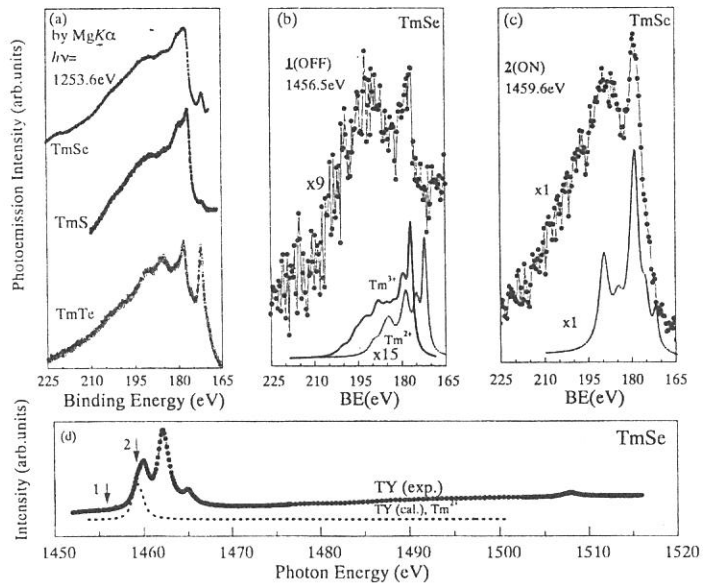 (a)
by MgKα
hν=
1253.6eV
TmSe
TmS
TmTe
225 210 195 180 165
Binding Energy (eV)
Photoemission Intensity (arb.units)
(b) TmSe
1(OFF)
1456.5eV
x9
Tm³⁺
Tm²⁺
x15
225 210 195 180 165
BE(eV)
(c) TmSe
2(ON)
1459.6eV
x1
x1
225 210 195 180 165
BE(eV)
(d) TmSe
1
2
TY (exp.)
TY (cal.), Tm²⁺
Intensity (arb.units)
1450 1460 1470 1480 1490 1500 1510 1520
Photon Energy (eV)